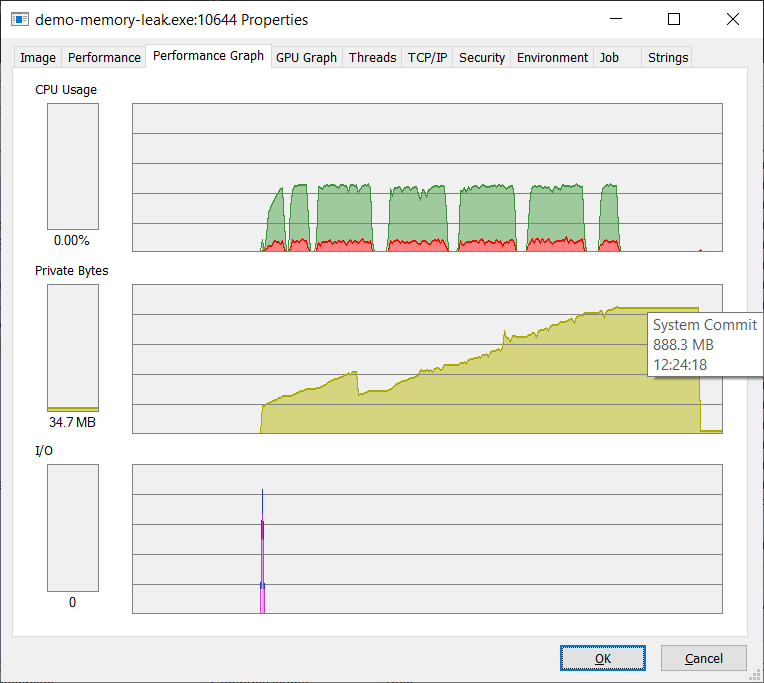 demo-memory-leak.exe:10644 Properties
Image Performance Performance Graph GPU Graph Threads TCP/IP Security Environment Job Strings
CPU Usage
0.00%
Private Bytes
System Commit
888.3 MB
12:24:18
34.7 MB
I/O
0
OK Cancel